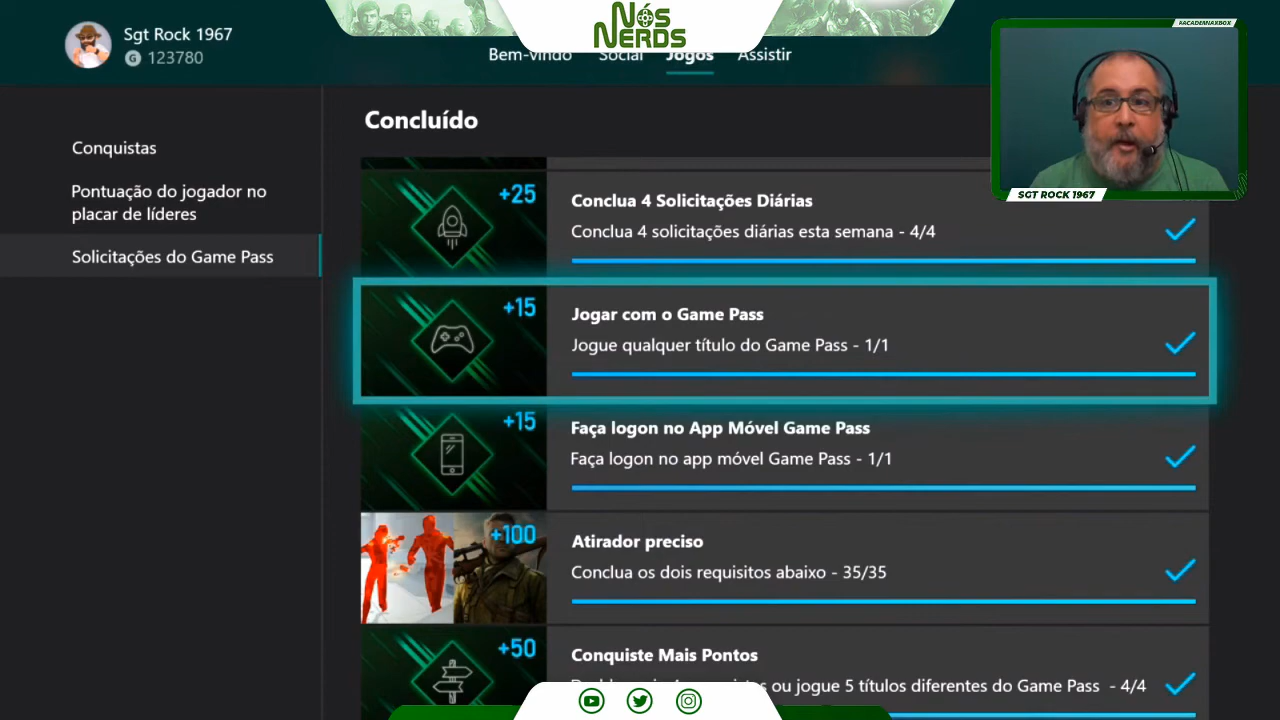 Sgt Rock 1967
G 123780
NÓS
NERDS
Bem-vindo Social Jogos Assistir
#ACADEMIAXBOX
SGT ROCK 1967
Conquistas
Pontuação do jogador no
placar de líderes
Solicitações do Game Pass
Concluído
+25
Conclua 4 Solicitações Diárias
Conclua 4 solicitações diárias esta semana - 4/4
+15
Jogar com o Game Pass
Jogue qualquer título do Game Pass - 1/1
+15
Faça logon no App Móvel Game Pass
Faça logon no app móvel Game Pass - 1/1
+100
Atirador preciso
Conclua os dois requisitos abaixo - 35/35
+50
Conquiste Mais Pontos
ou jogue 5 títulos diferentes do Game Pass - 4/4